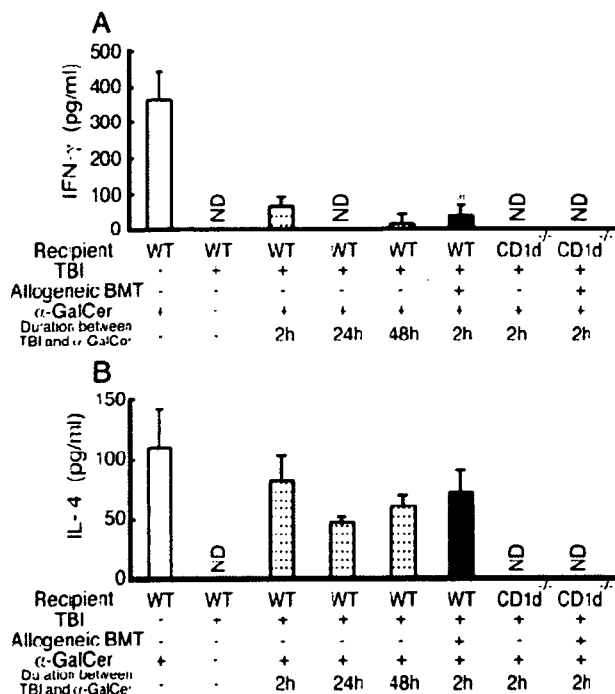 A
IFN-γ (pg/ml)
500
400
300
200
100
0
ND
ND
ND
ND
Recipient WT WT WT WT WT WT CD1d-/- CD1d-/-
TBI - + + + + + + +
Allogeneic BMT - - - - - + - +
α-GalCer + - + + + + + +
Duration between TBI and α-GalCer - - 2h 24h 48h 2h 2h 2h
B
IL-4 (pg/ml)
150
100
50
0
ND
ND
ND
Recipient WT WT WT WT WT WT CD1d-/- CD1d-/-
TBI - + + + + + + +
Allogeneic BMT - - - - - + - +
α-GalCer + - + + + + + +
Duration between TBI and α-GalCer - - 2h 24h 48h 2h 2h 2h